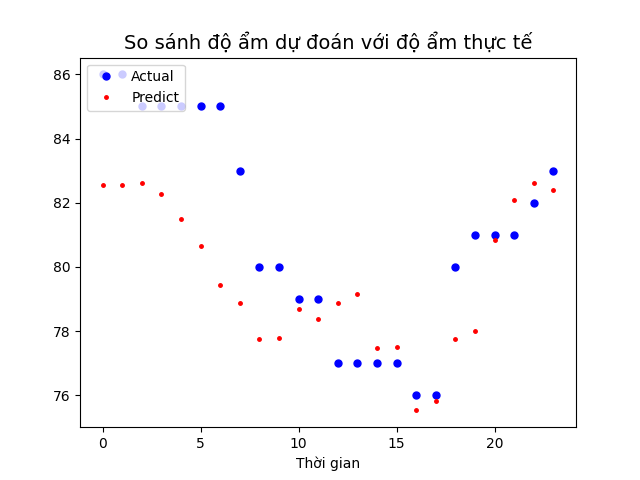 So sánh độ ẩm dự đoán với độ ẩm thực tế
86
84
82
80
78
76
Actual
Predict
0 5 10 15 20
Thời gian